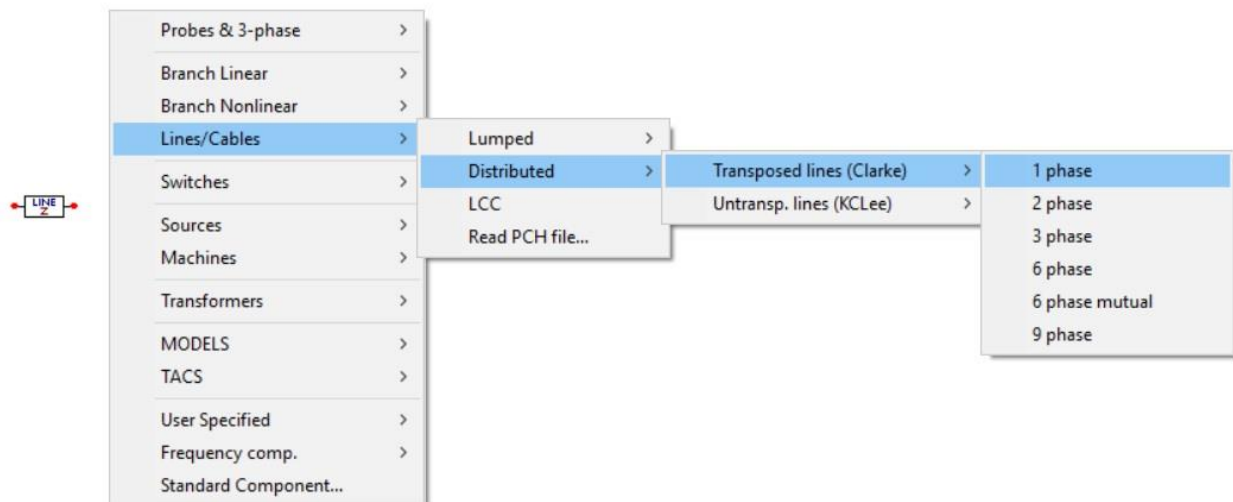 LINE
Z
Probes & 3-phase
Branch Linear
Branch Nonlinear
Lines/Cables
Switches
Sources
Machines
Transformers
MODELS
TACS
User Specified
Frequency comp.
Standard Component...
Lumped
Distributed
LCC
Read PCH file...
Transposed lines (Clarke)
Untransp. lines (KCLee)
1 phase
2 phase
3 phase
6 phase
6 phase mutual
9 phase